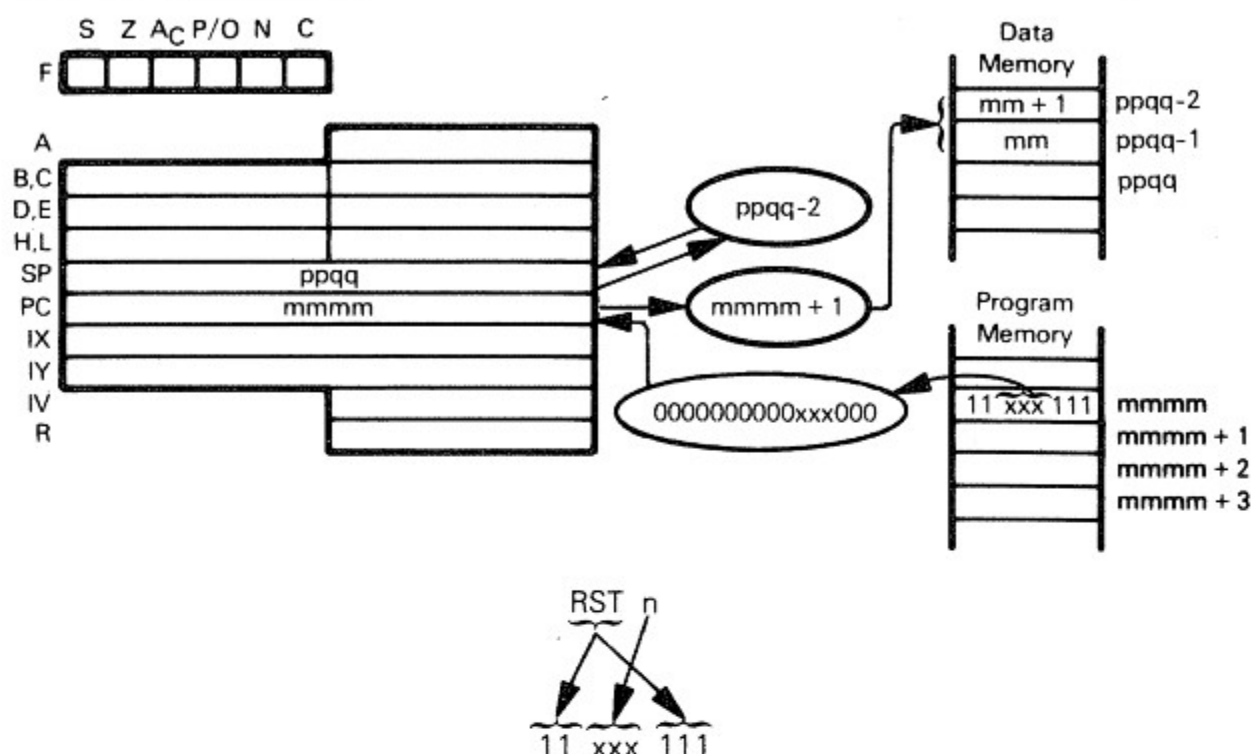 S Z AC P/O N C
F
A
B,C
D,E
H,L
SP ppqq
PC mmmm
IX
IY
IV
R
ppqq-2
mmmm + 1
0000000000xxx000
Data
Memory
mm + 1 ppqq-2
mm ppqq-1
ppqq
Program
Memory
11 xxx 111 mmmm
mmmm + 1
mmmm + 2
mmmm + 3
RST n
11 xxx 111